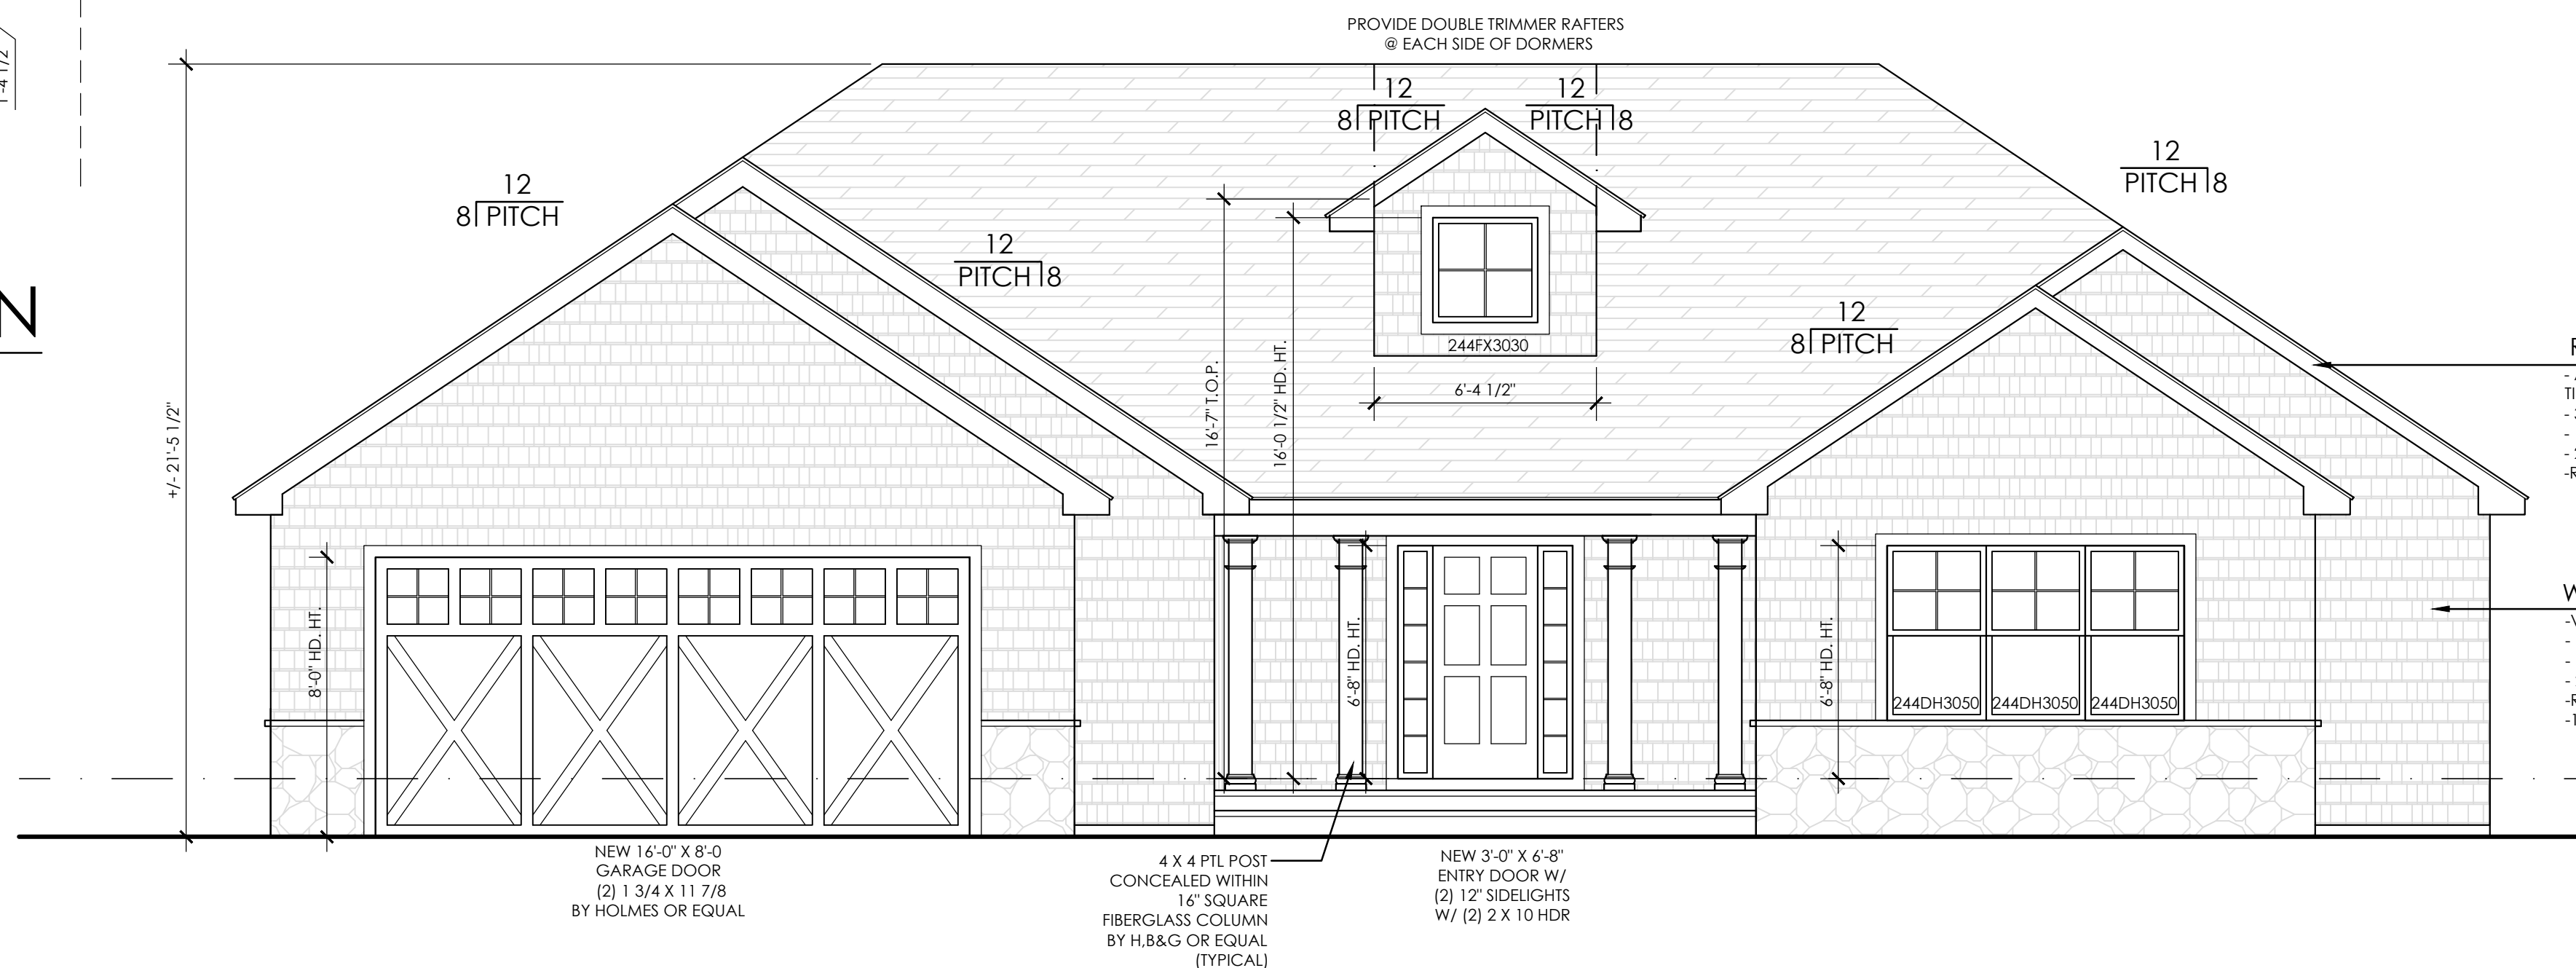 PROVIDE DOUBLE TRIMMER RAFTERS
@ EACH SIDE OF DORMERS
1'-4 1/2"
12
8 PITCH
12
PITCH 8
12
PITCH 8
12
8 PITCH
12
PITCH 8
12
8 PITCH
N
+/- 21'-5 1/2"
16'-7" T.O.P.
16'-0 1/2" HD. HT.
244FX3030
6'-4 1/2"
8'-0" HD. HT.
6'-8" HD. HT.
6'-8" HD. HT.
244DH3050
244DH3050
244DH3050
NEW 16'-0" X 8'-0
GARAGE DOOR
(2) 1 3/4 X 11 7/8
BY HOLMES OR EQUAL
4 X 4 PTL POST
CONCEALED WITHIN
16" SQUARE
FIBERGLASS COLUMN
BY H,B&G OR EQUAL
(TYPICAL)
NEW 3'-0" X 6'-8"
ENTRY DOOR W/
(2) 12" SIDELIGHTS
W/ (2) 2 X 10 HDR